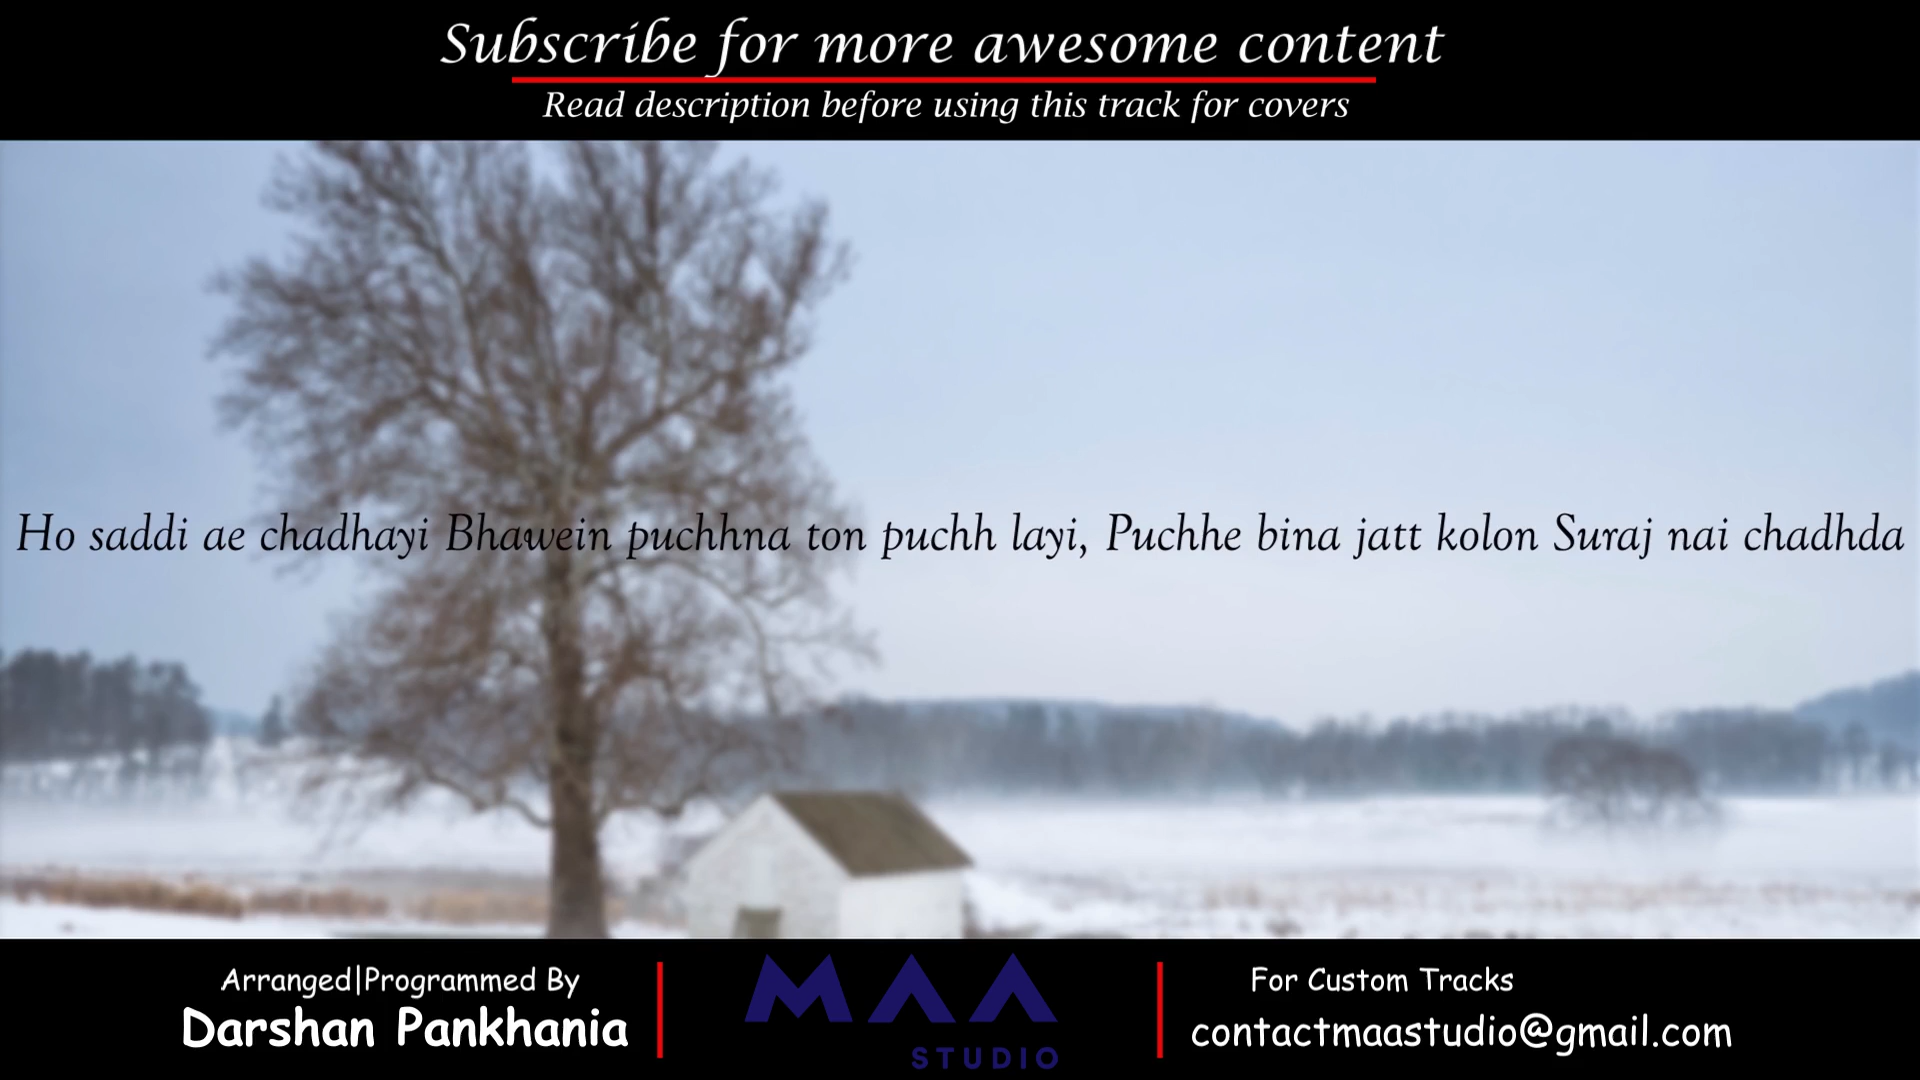 Subscribe for more awesome content
Read description before using this track for covers
Ho saddi ae chadhayi Bhawein puchhna ton puchh layi, Puchhe bina jatt kolon Suraj nai chadhda
Arranged|Programmed By
Darshan Pankhania
MAA
STUDIO
For Custom Tracks
contactmaastudio@gmail.com